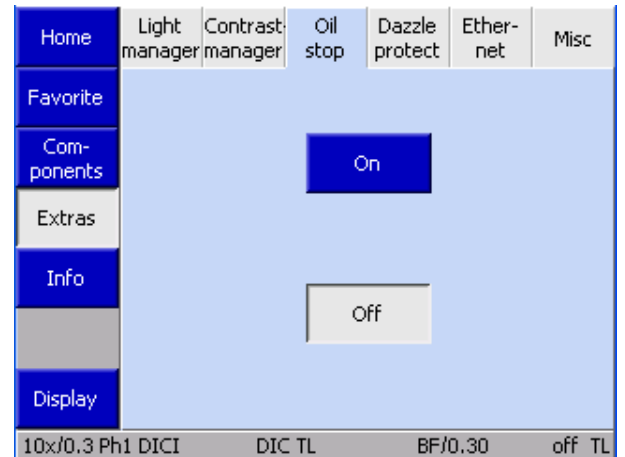 Home
Light
manager
Contrast-
manager
Oil
stop
Dazzle
protect
Ether-
net
Misc
Favorite
Com-
ponents
On
Extras
Info
Off
Display
10x/0.3 Ph1 DICI DIC TL BF/0.30 off TL